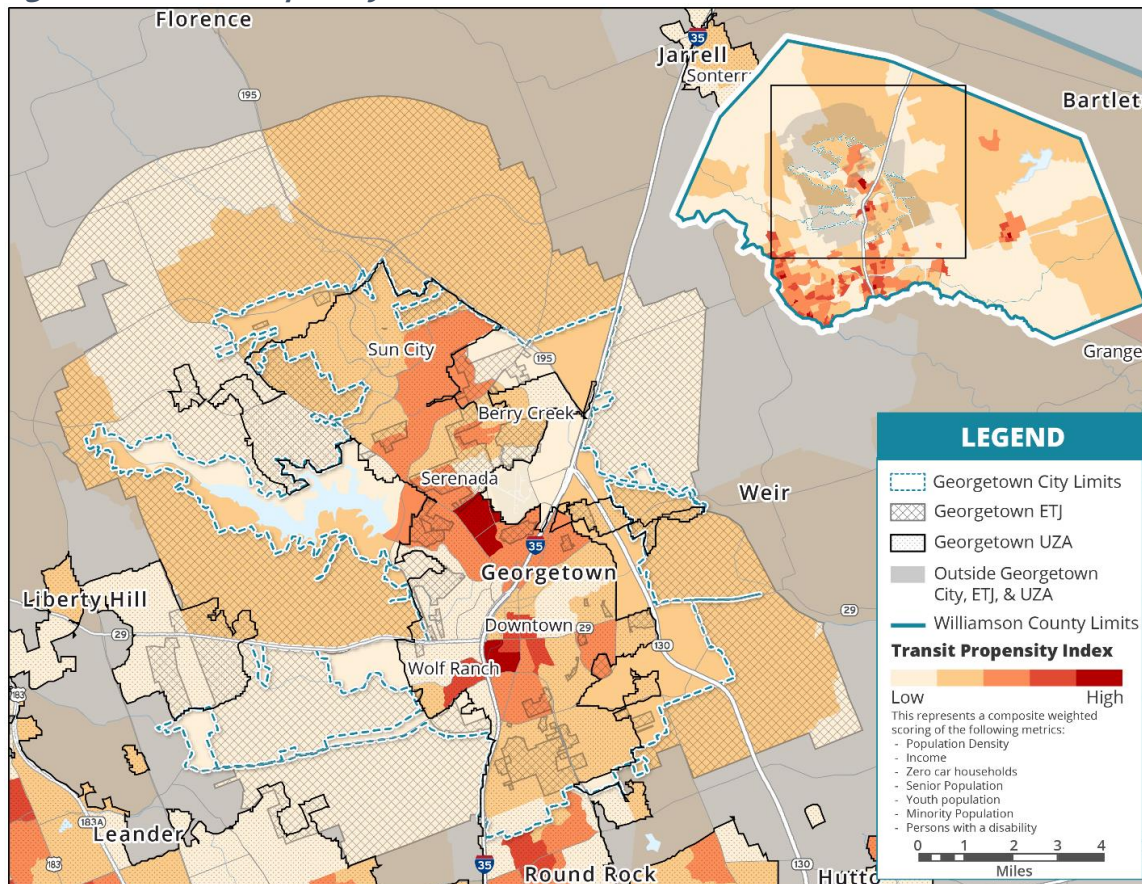 Florence
35
Jarrell
Sonterr
195
Bartlet
Grange
Sun City
195
Berry Creek
Serenada
Weir
35
Georgetown
Liberty Hill
29
29
Downtown 29
130
Wolf Ranch
183
183A
Leander
183
35
Round Rock
130
Hutto
LEGEND
Georgetown City Limits
Georgetown ETJ
Georgetown UZA
Outside Georgetown
City, ETJ, & UZA
Williamson County Limits
Transit Propensity Index
Low High
This represents a composite weighted
scoring of the following metrics:
- Population Density
- Income
- Zero car households
- Senior Population
- Youth population
- Minority Population
- Persons with a disability
0 1 2 3 4
Miles